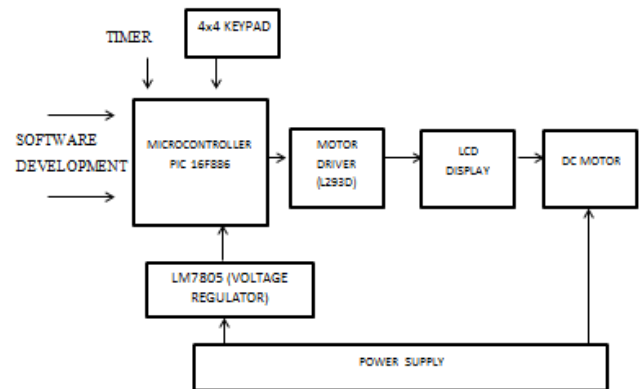 4x4 KEYPAD
TIMER
SOFTWARE
DEVELOPMENT
MICROCONTROLLER
PIC 16F886
MOTOR
DRIVER
(L293D)
LCD
DISPLAY
DC MOTOR
LM7805 (VOLTAGE
REGULATOR)
POWER SUPPLY